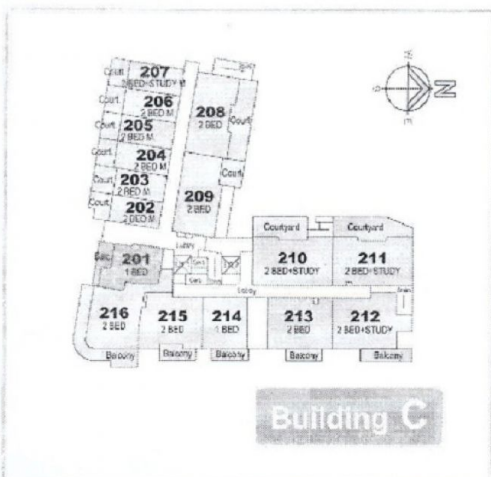 W
S
N
E
Court
207
2 BED+STUDY M
Court
206
2 BED M
Court
205
2 BED M
Court
204
2 BED M
Court
203
2 BED M
Court
202
2 BED M
208
2 BED
Court
209
2 BED
Court
Lobby
Balc
201
1 BED
Courtyard
210
2 BED+STUDY
Courtyard
211
2 BED+STUDY
Lobby
216
2 BED
Balcony
215
2 BED
Balcony
214
1 BED
Balcony
213
2 BED
Balcony
212
2 BED+STUDY
Balcony
Building C